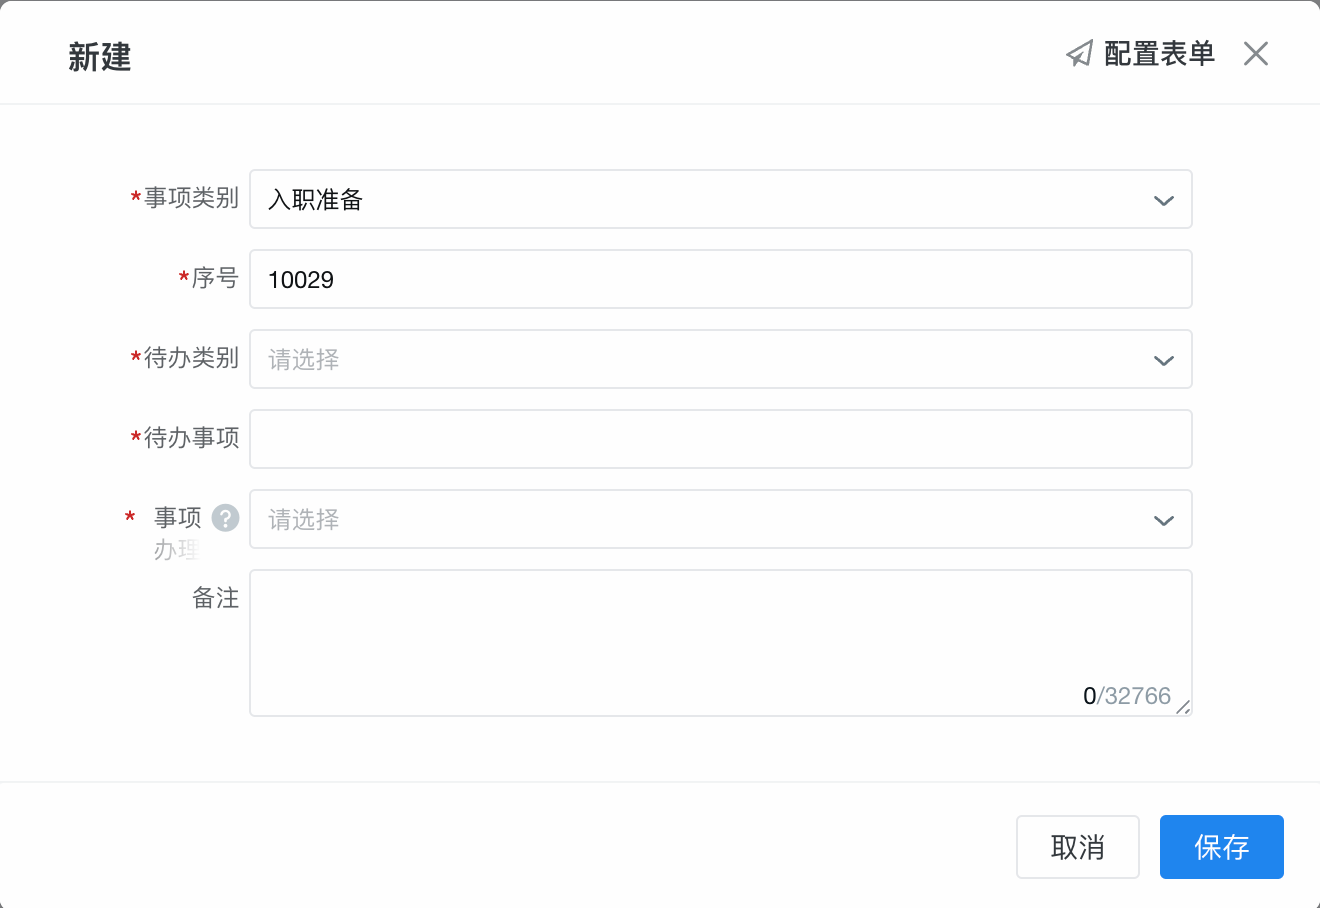 新建
配置表单
*事项类别
入职准备
*序号
10029
*待办类别
请选择
*待办事项
* 事项 ?
办理
请选择
备注
0/32766
取消
保存